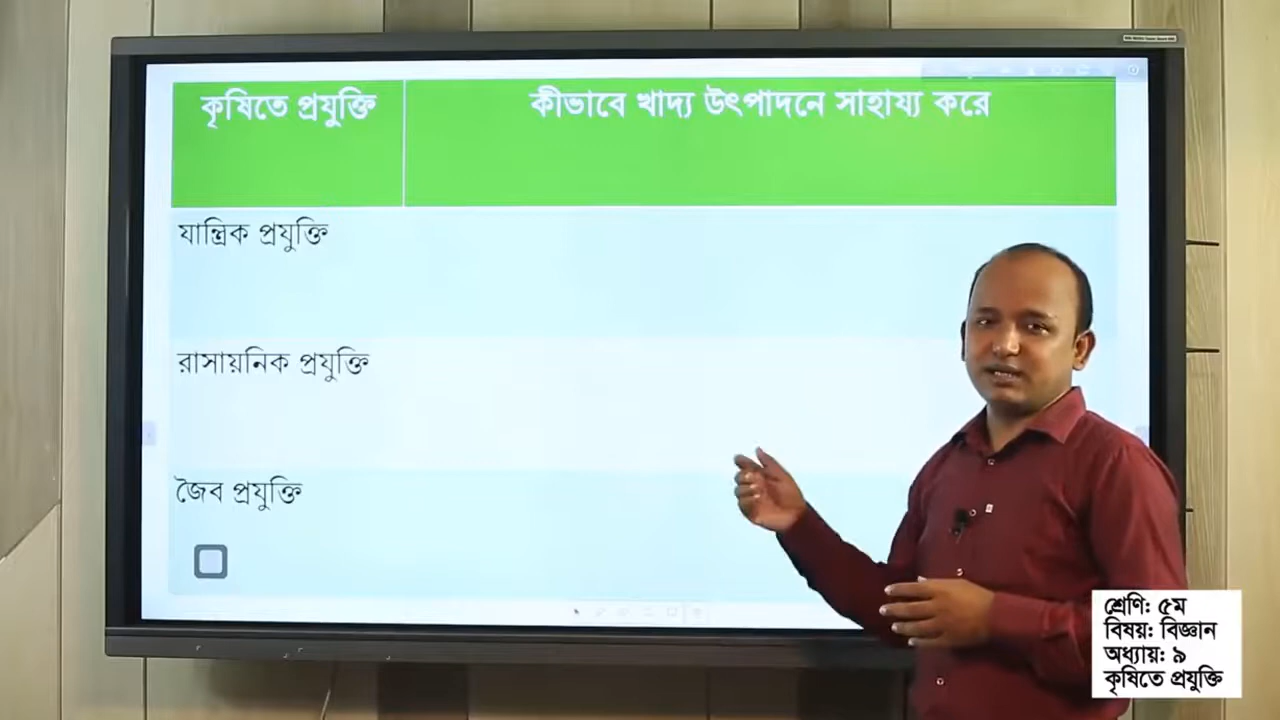 কৃষিতে প্রযুক্তি
কীভাবে খাদ্য উৎপাদনে সাহায্য করে
যান্ত্রিক প্রযুক্তি
রাসায়নিক প্রযুক্তি
জৈব প্রযুক্তি
শ্রেণি: ৫ম
বিষয়: বিজ্ঞান
অধ্যায়: ৯
কৃষিতে প্রযুক্তি